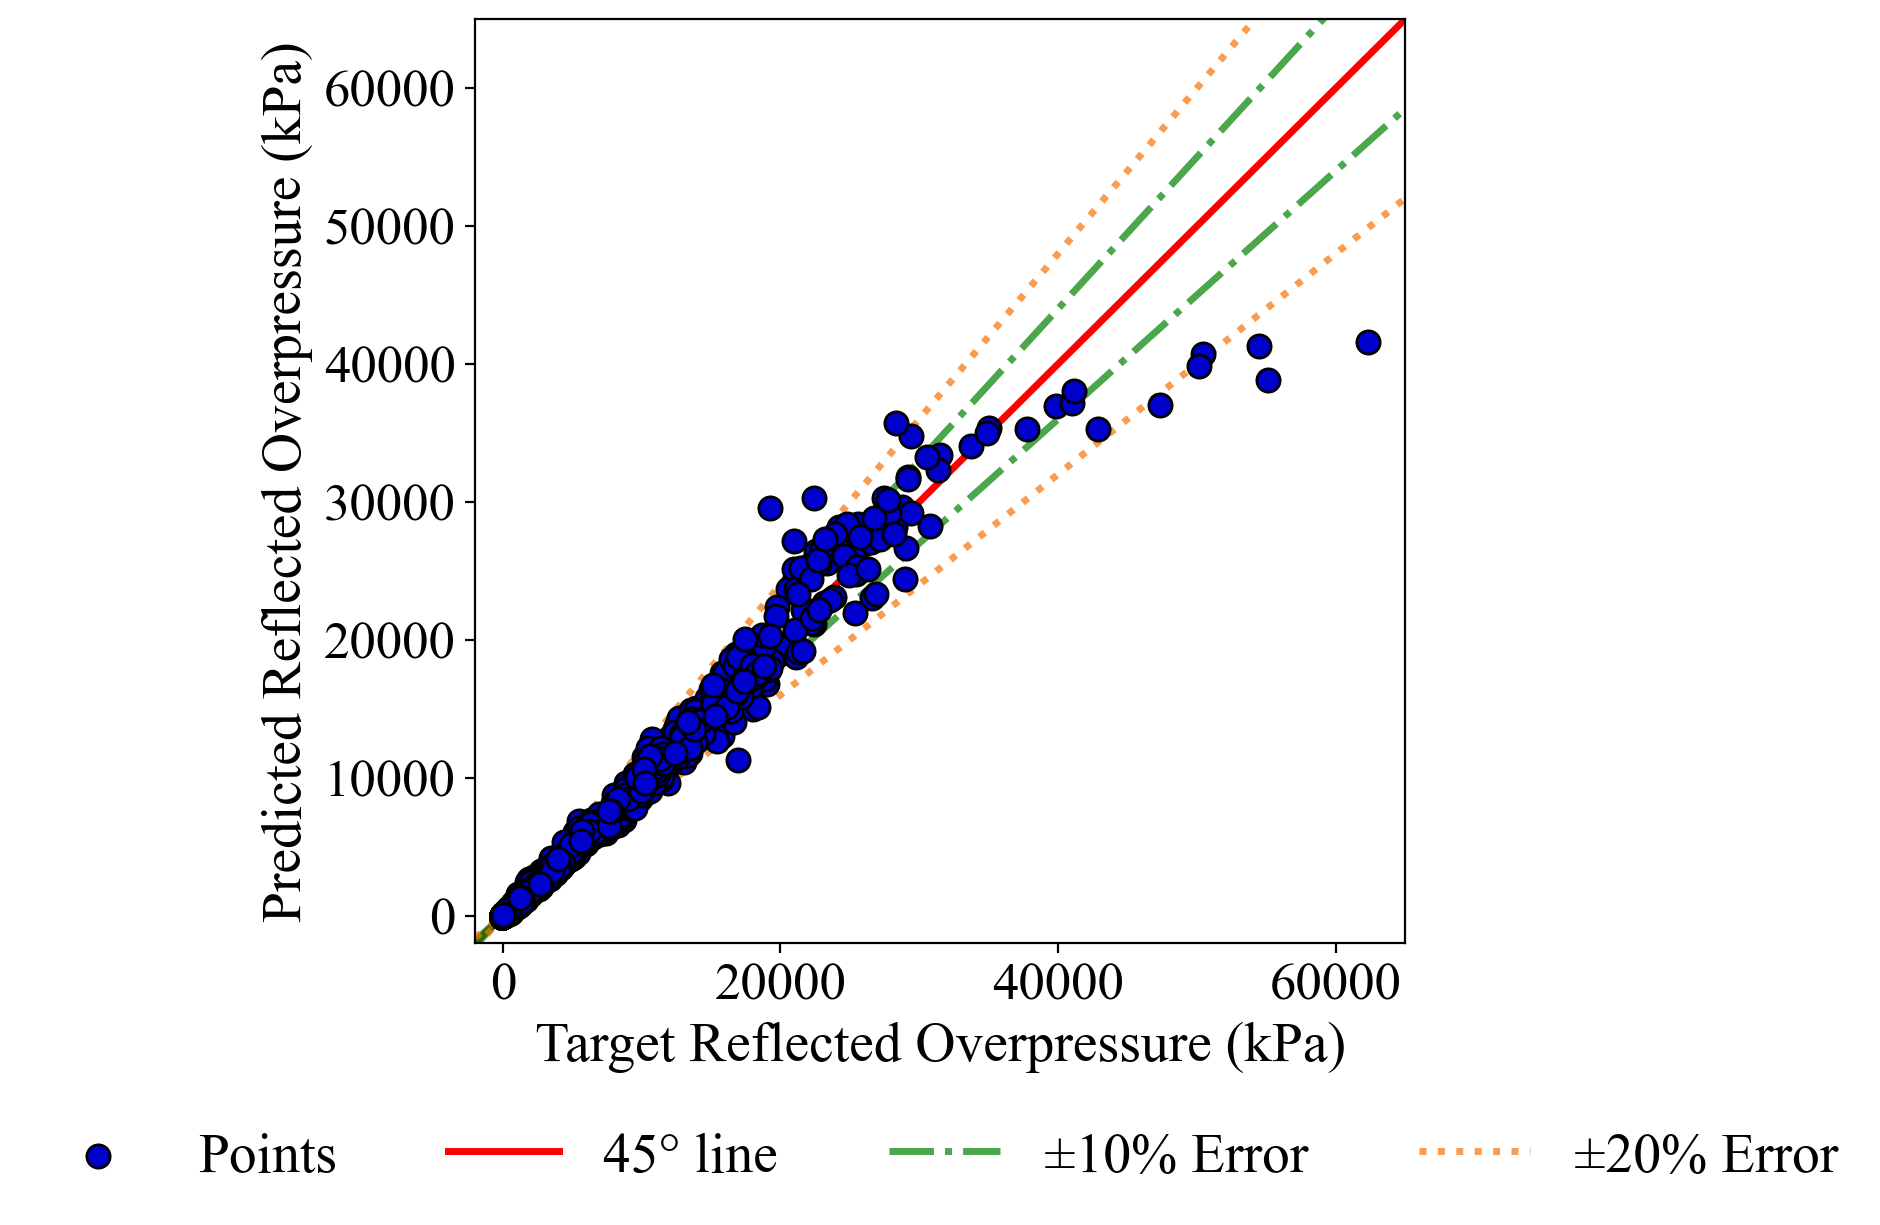 Predicted Reflected Overpressure (kPa)
60000
50000
40000
30000
20000
10000
0
0 20000 40000 60000
Target Reflected Overpressure (kPa)
Points 45° line ±10% Error ±20% Error